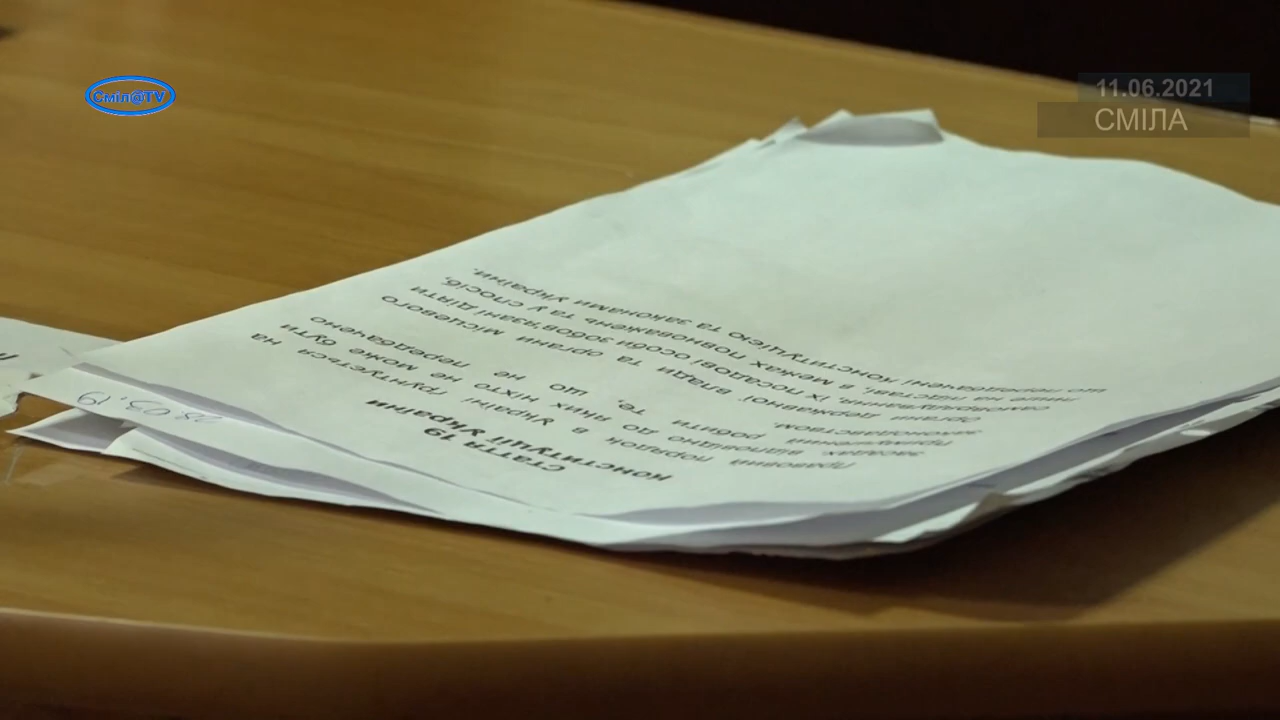 Сміл@TV
11.06.2021
СМІЛА
СТАТТЯ 19
КОНСТИТУЦІЇ УКРАЇНИ
Правовий порядок в Україні ґрунтується на
засадах, відповідно до яких ніхто не може бути
примушений робити те, що не передбачено
законодавством.
Органи державної влади та органи місцевого
самоврядування, їх посадові особи зобов'язані діяти
лише на підставі, в межах повноважень та у спосіб,
що передбачені Конституцією та законами України.